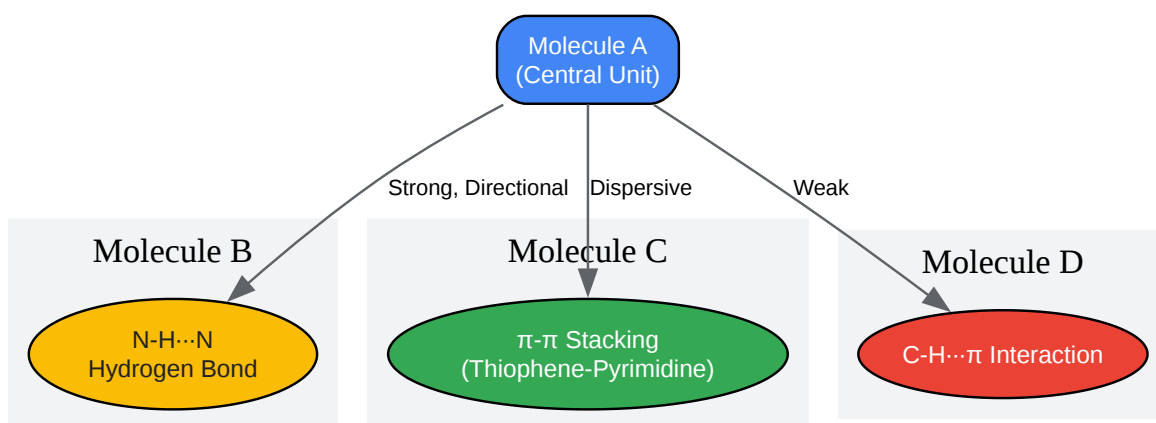 Molecule A
(Central Unit)
Strong, Directional
Dispersive
Weak
Molecule B
Molecule C
Molecule D
N-H···N
Hydrogen Bond
π-π Stacking
(Thiophene-Pyrimidine)
C-H···π Interaction